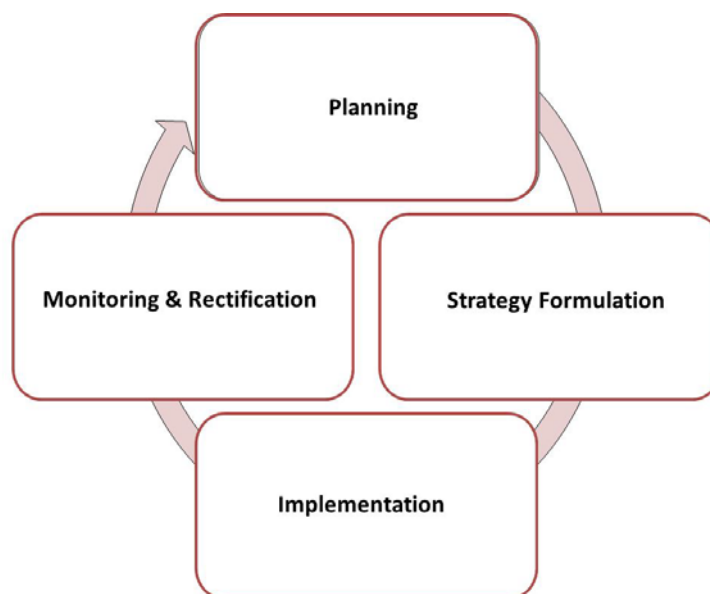 Planning
Strategy Formulation
Implementation
Monitoring & Rectification